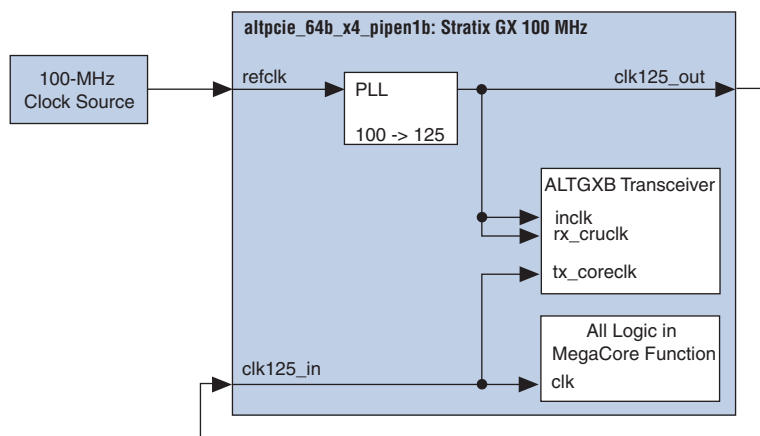 altpcie_64b_x4_pipen1b: Stratix GX 100 MHz
100-MHz
Clock Source
refclk
PLL
100 -> 125
clk125_out
ALTGXB Transceiver
inclk
rx_cruclk
tx_coreclk
All Logic in
MegaCore Function
clk
clk125_in